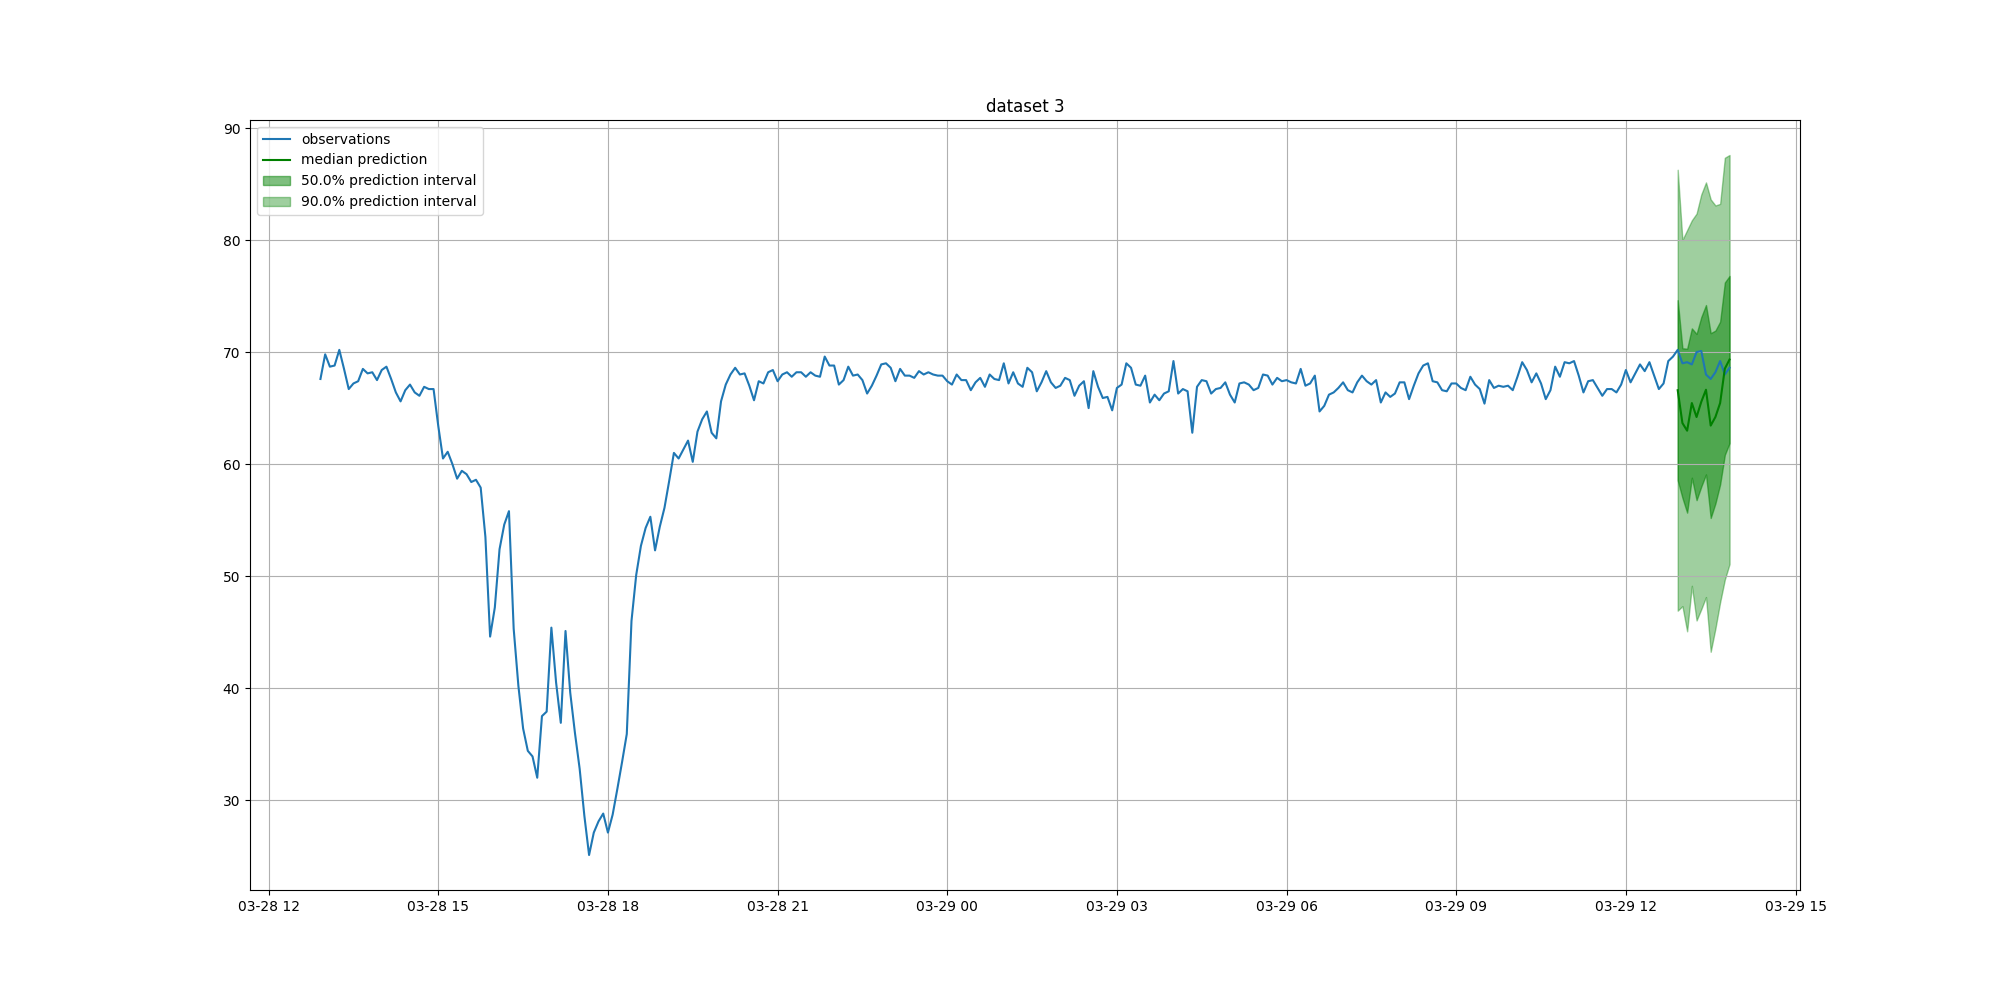 dataset 3
90
observations
median prediction
50.0% prediction interval
90.0% prediction interval
80
70
60
50
40
30
03-28 12 03-28 15 03-28 18 03-28 21 03-29 00 03-29 03 03-29 06 03-29 09 03-29 12 03-29 15